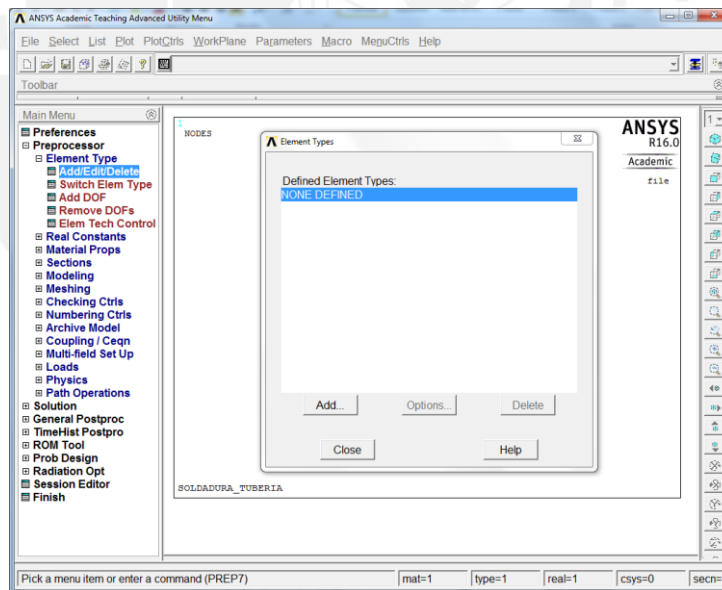 ANSYS Academic Teaching Advanced Utility Menu
File Select List Plot PlotCtrls WorkPlane Parameters Macro MenuCtrls Help
Toolbar
Main Menu
Preferences
Preprocessor
Element Type
Add/Edit/Delete
Switch Elem Type
Add DOF
Remove DOFs
Elem Tech Control
Real Constants
Material Props
Sections
Modeling
Meshing
Checking Ctrls
Numbering Ctrls
Archive Model
Coupling / Ceqn
Multi-field Set Up
Loads
Physics
Path Operations
Solution
General Postproc
TimeHist Postpro
ROM Tool
Prob Design
Radiation Opt
Session Editor
Finish
1
NODES
ANSYS
R16.0
Academic
file
Element Types
Defined Element Types:
NONE DEFINED
Add... Options... Delete
Close Help
SOLDADURA_TUBERIA
1
Pick a menu item or enter a command (PREP7) mat=1 type=1 real=1 csys=0 secn=